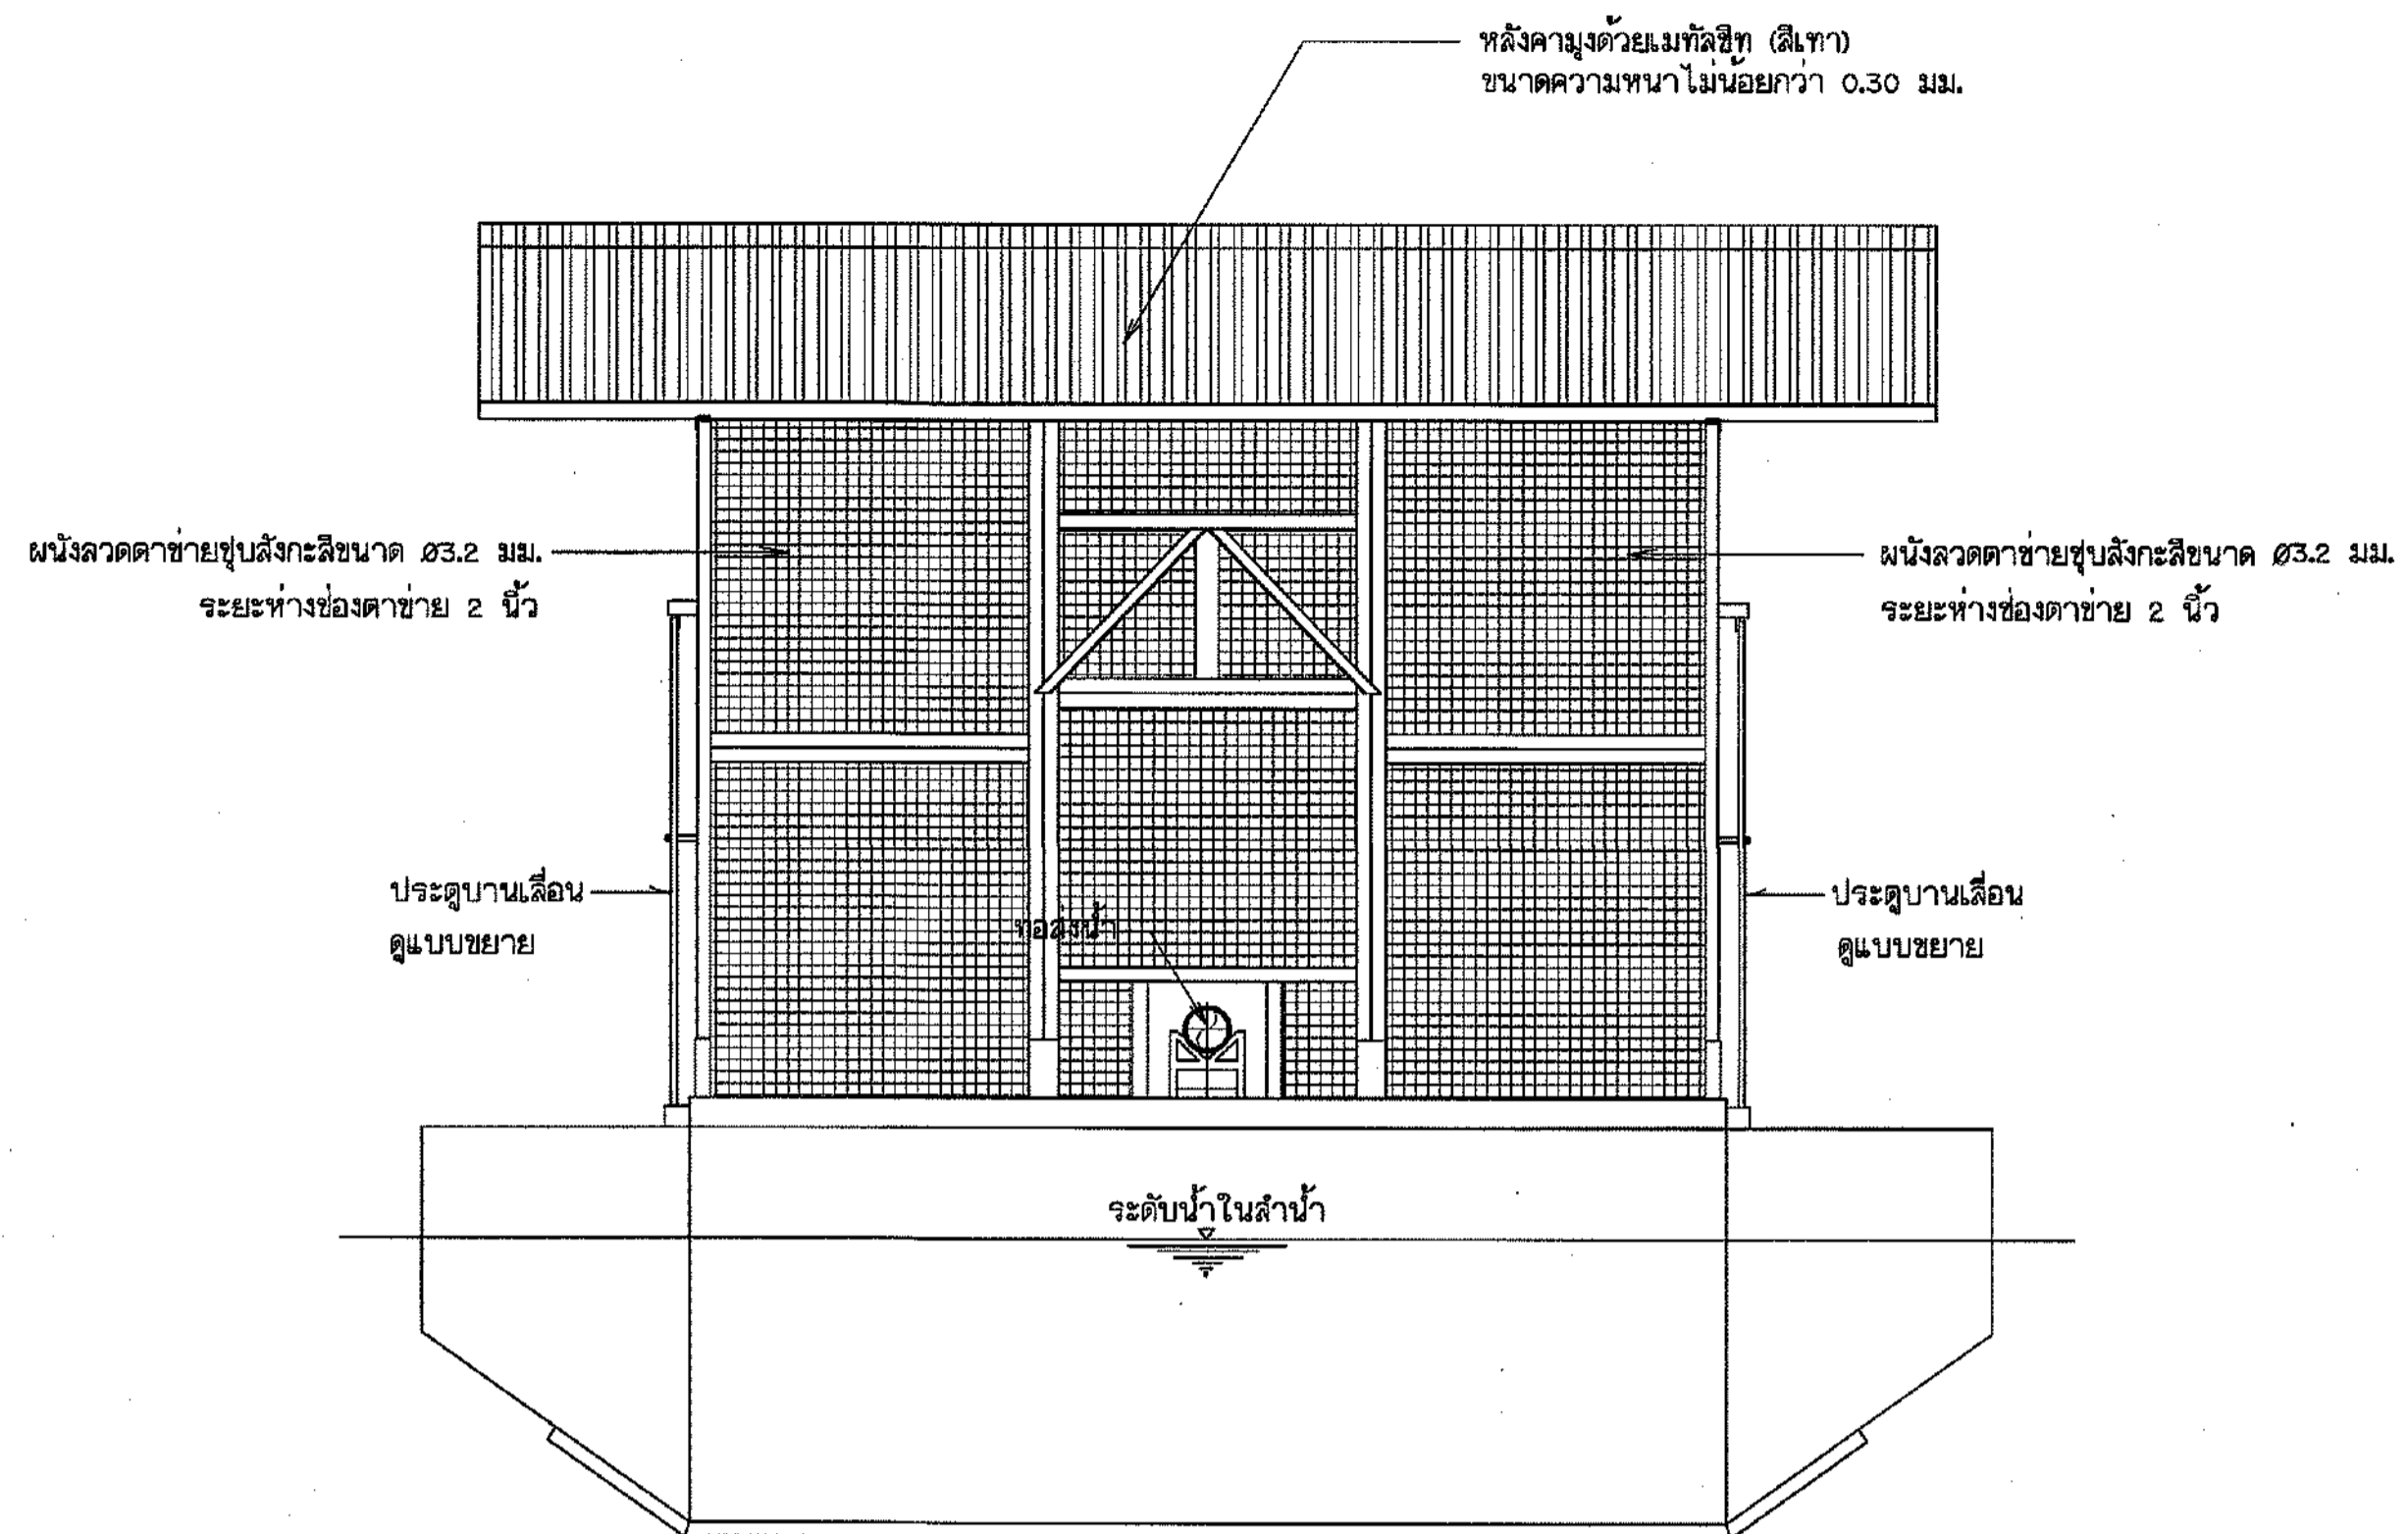 หลังคามุงด้วยเมทัลชีท (สีเทา)
ขนาดความหนาไม่น้อยกว่า 0.30 มม.
ผนังลวดตาข่ายชุบสังกะสีขนาด Ø3.2 มม.
ระยะห่างช่องตาข่าย 2 นิ้ว
ผนังลวดตาข่ายชุบสังกะสีขนาด Ø3.2 มม.
ระยะห่างช่องตาข่าย 2 นิ้ว
ประตูบานเลื่อน
ดูแบบขยาย
ท่อส่งน้ำ
ประตูบานเลื่อน
ดูแบบขยาย
ระดับน้ำในลำน้ำ